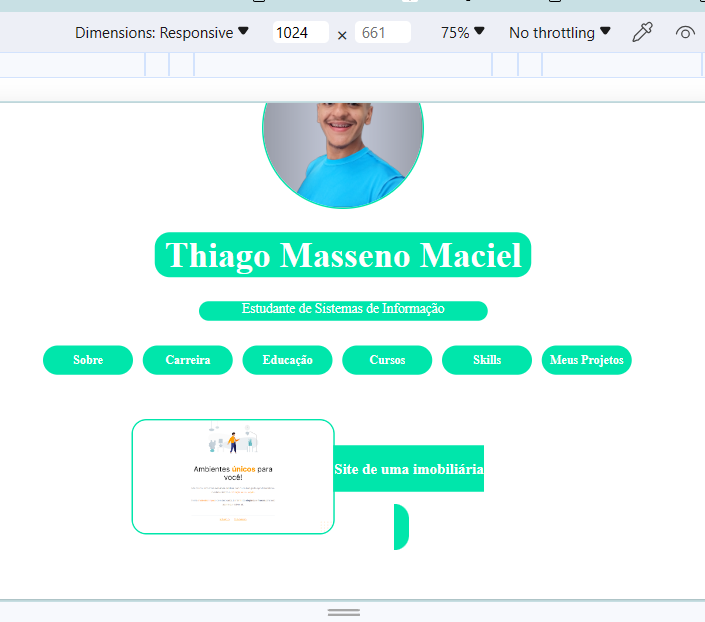 Dimensions: Responsive 1024 × 661 75% No throttling
Thiago Masseno Maciel
Estudante de Sistemas de Informação
Sobre Carreira Educação Cursos Skills Meus Projetos
Ambientes únicos para
você!
Site de uma imobiliária